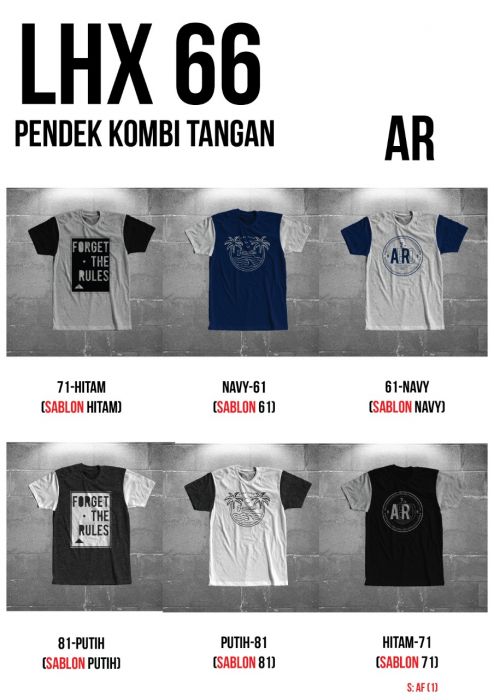 LHX 66
PENDEK KOMBI TANGAN
AR
FORGET
THE
RULES
AR
71-HITAM
(SABLON HITAM)
NAVY-61
(SABLON 61)
61-NAVY
(SABLON NAVY)
FORGET
THE
RULES
AR
81-PUTIH
(SABLON PUTIH)
PUTIH-81
(SABLON 81)
HITAM-71
(SABLON 71)
S: AF (1)